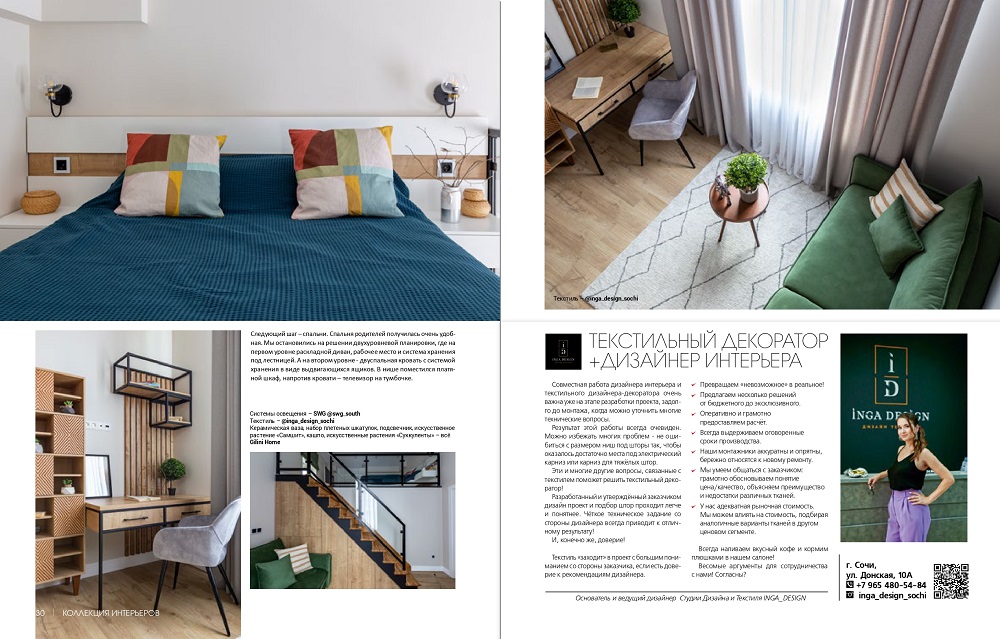 Следующий шаг – спальни. Спальня родителей получилась очень удоб-
ная. Мы остановились на решении двухуровневой планировки, где на
первом уровне раскладной диван, рабочее место и система хранения
под лестницей. А на втором уровне - двуспальная кровать с системой
хранения в виде выдвигающихся ящиков. В нише поместился платя-
ной шкаф, напротив кровати – телевизор на тумбочке.
Системы освещения – SWG @swg_south
Текстиль – @inga_design_sochi
Керамическая ваза, набор плетеных шкатулок, подсвечник, искусственное
растение «Самшит», кашпо, искусственные растения «Суккуленты» – всё
Gilini Home
30 | КОЛЛЕКЦИЯ ИНТЕРЬЕРОВ
Текстиль – @inga_design_sochi
iD
INGA DESIGN
ТЕКСТИЛЬНЫЙ ДЕКОРАТОР
+ДИЗАЙНЕР ИНТЕРЬЕРА
Совместная работа дизайнера интерьера и
текстильного дизайнера-декоратора очень
важна уже на этапе разработки проекта, задол-
го до монтажа, когда можно уточнить многие
технические вопросы.
Результат этой работы всегда очевиден.
Можно избежать многих проблем - не оши-
биться с размером ниш под шторы так, чтобы
оказалось достаточно места под электрический
карниз или карниз для тяжёлых штор.
Эти и многие другие вопросы, связанные с
текстилем поможет решить текстильный деко-
ратор!
Разработанный и утверждённый заказчиком
дизайн проект и подбор штор проходит легче
и понятнее. Чёткое техническое задание со
стороны дизайнера всегда приводит к отлич-
ному результату!
И, конечно же, доверие!
Текстиль «заходит» в проект с большим пони-
манием со стороны заказчика, если есть дове-
рие к рекомендациям дизайнера.
Превращаем «невозможное» в реальное!
Предлагаем несколько решений
от бюджетного до эксклюзивного.
Оперативно и грамотно
предоставляем расчёт.
Всегда выдерживаем оговоренные
сроки производства.
Наши монтажники аккуратны и опрятны,
бережно относятся к новому ремонту.
Мы умеем общаться с заказчиком:
грамотно обосновываем понятие
цена/качество, объясняем преимущество
и недостатки различных тканей.
У нас адекватная рыночная стоимость.
Мы можем влиять на стоимость, подбирая
аналогичные варианты тканей в другом
ценовом сегменте.
Всегда наливаем вкусный кофе и кормим
плюшками в нашем салоне!
Весомые аргументы для сотрудничества
с нами! Согласны?
Основатель и ведущий дизайнер Студии Дизайна и Текстиля INGA_DESIGN
iD
INGA DESIGN
г. Сочи,
ул. Донская, 10А
+7 965 480-54-84
inga_design_sochi